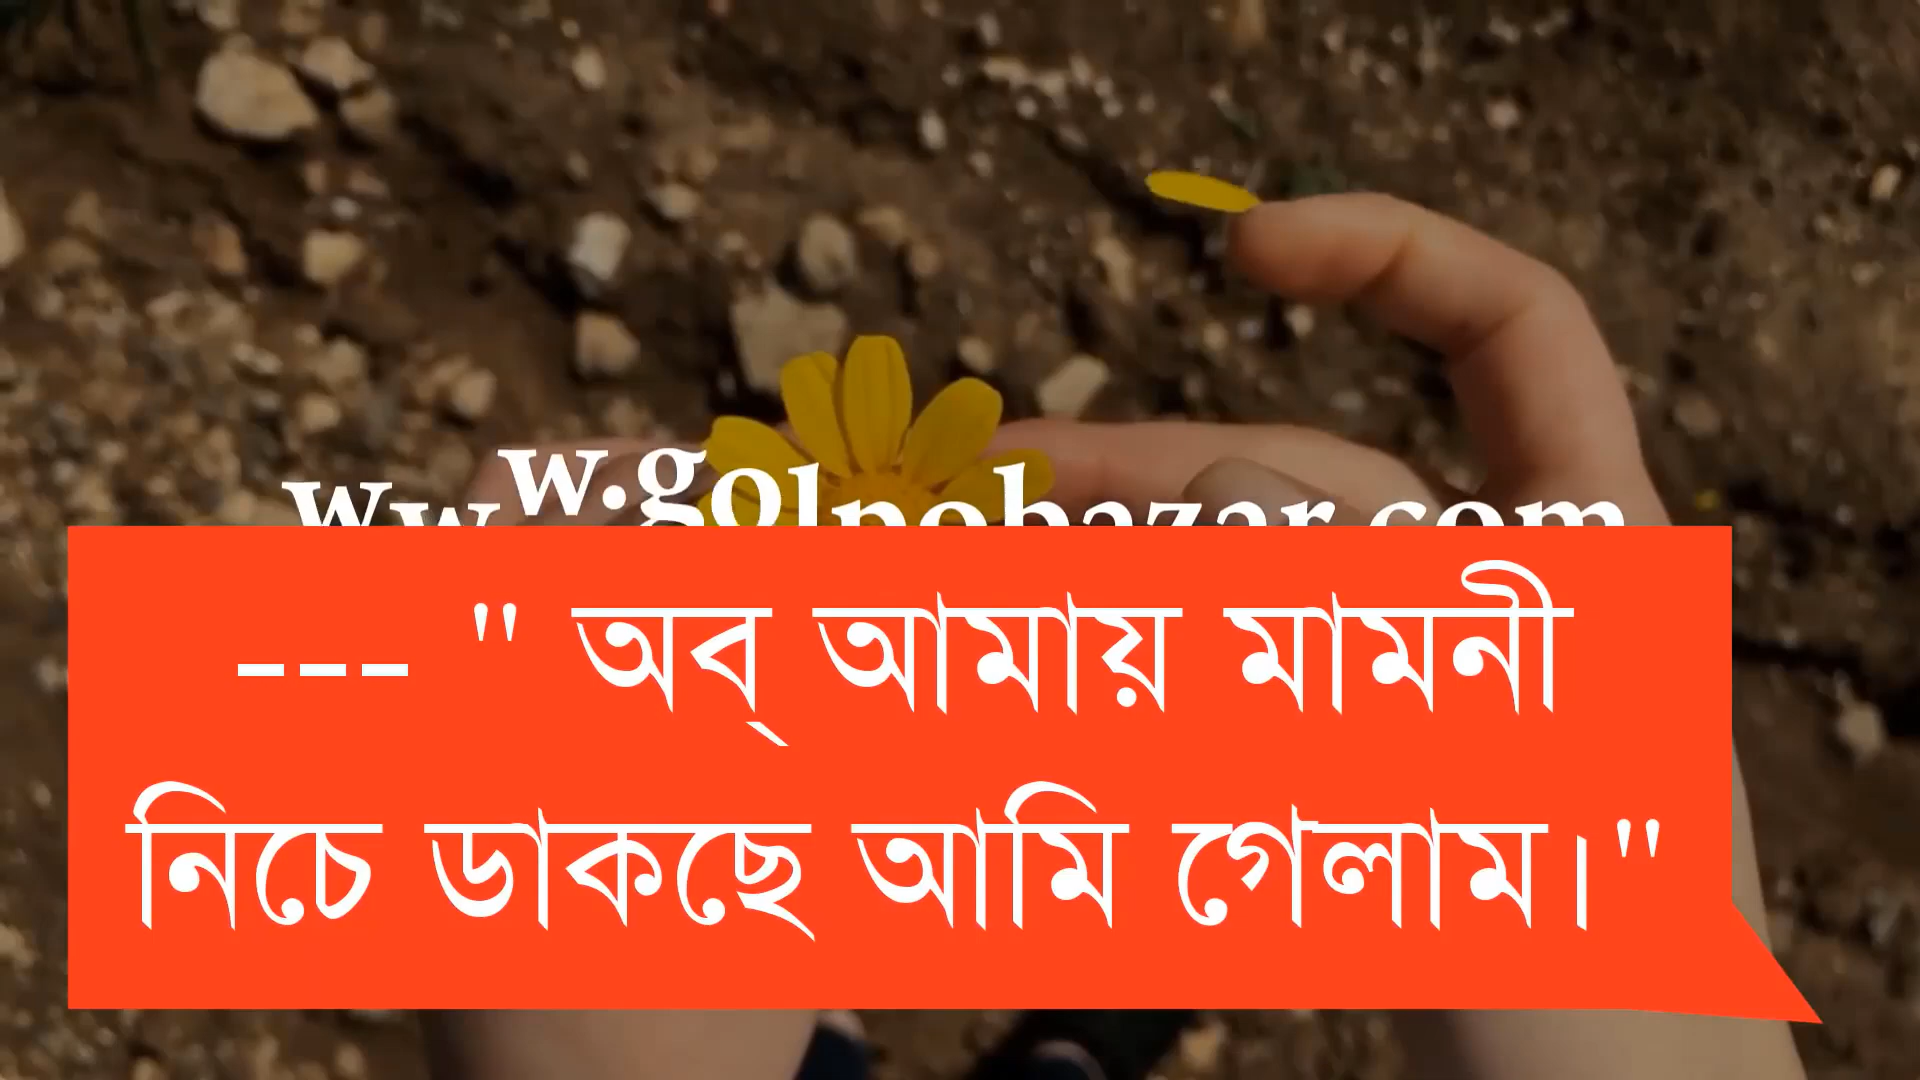 www.golpobazar.com
--- " অব্ আমায় মামনী
নিচে ডাকছে আমি গেলাম।"